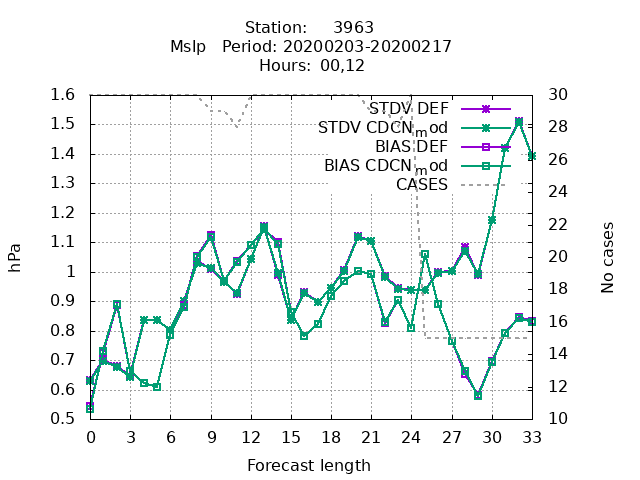 Station:     3963
Mslp   Period: 20200203-20200217
Hours:  00,12
STDV DEF
STDV CDCN_mod
BIAS DEF
BIAS CDCN_mod
CASES
1.6
1.5
1.4
1.3
1.2
1.1
1
0.9
0.8
0.7
0.6
0.5
hPa
30
28
26
24
22
20
18
16
14
12
10
No cases
0 3 6 9 12 15 18 21 24 27 30 33
Forecast length